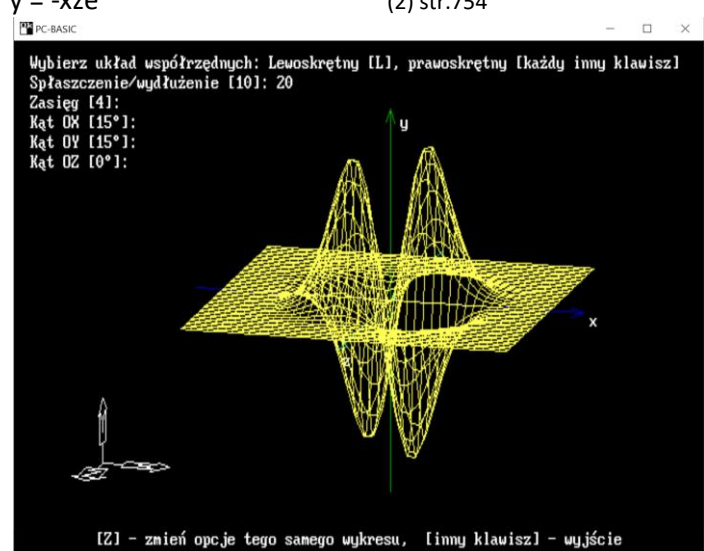 y = -xze (2) str.754
PC-BASIC
Wybierz układ współrzędnych: Lewoskrętny [L], prawoskrętny [każdy inny klawisz]
Spłaszczenie/wydłużenie [10]: 20
Zasięg [4]:
Kąt OX [15°]:
Kąt OY [15°]:
Kąt OZ [0°]:
y
x
z
[Z] - zmień opcje tego samego wykresu, [inny klawisz] - wyjście